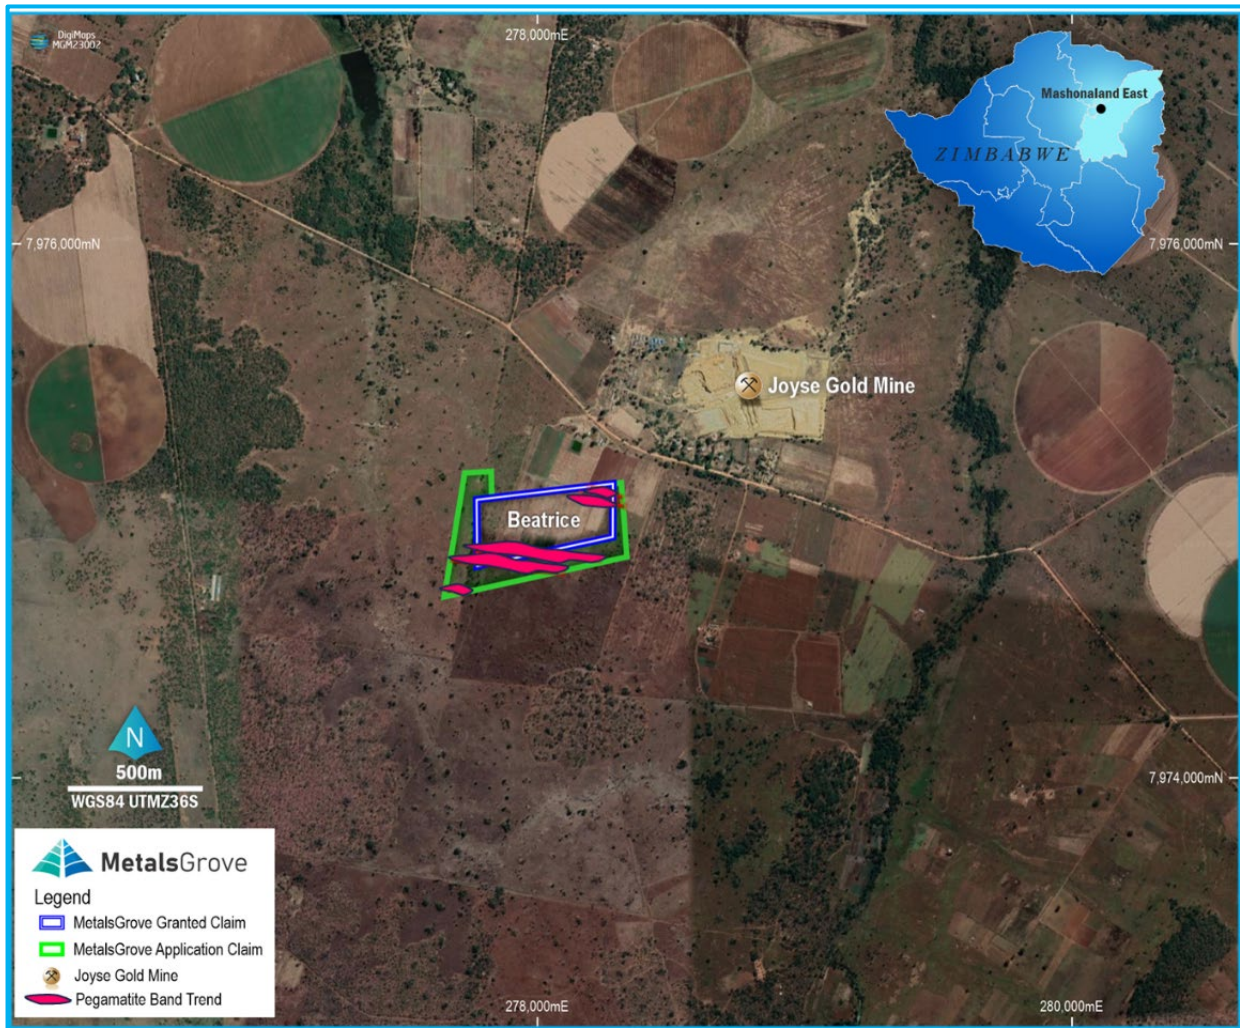 DigiMaps
MGM23002
278,000mE
Mashonaland East
ZIMBABWE
7,976,000mN
7,976,000mN
Joyse Gold Mine
Beatrice
N
500m
WGS84 UTMZ36S
7,974,000mN
MetalsGrove
Legend
MetalsGrove Granted Claim
MetalsGrove Application Claim
Joyse Gold Mine
Pegamatite Band Trend
278,000mE
280,000mE